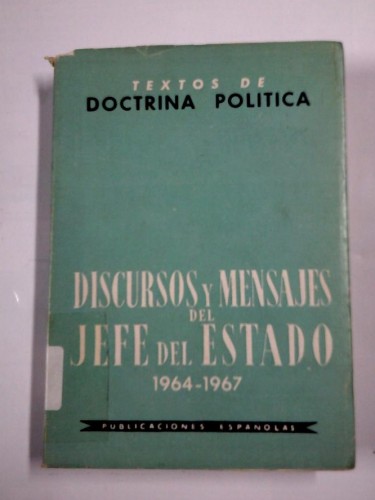 TEXTOS DE
DOCTRINA POLITICA
DISCURSOS Y MENSAJES
DEL
JEFE DEL ESTADO
1964-1967
PUBLICACIONES ESPAÑOLAS